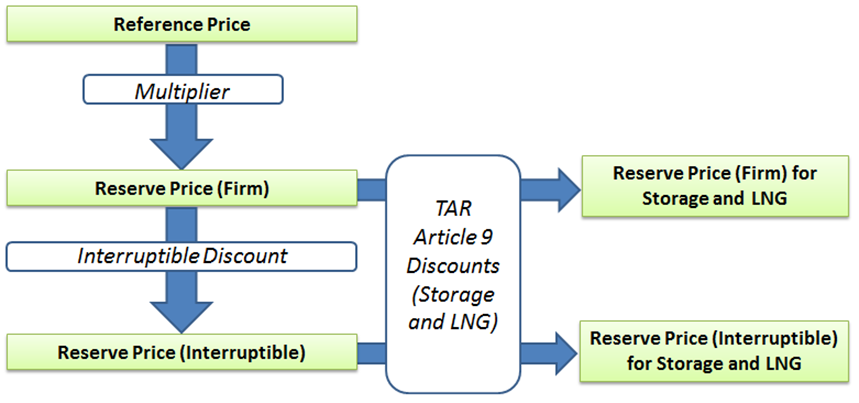 Reference Price
Multiplier
Reserve Price (Firm)
Interruptible Discount
Reserve Price (Interruptible)
TAR
Article 9
Discounts
(Storage
and LNG)
Reserve Price (Firm) for
Storage and LNG
Reserve Price (Interruptible)
for Storage and LNG